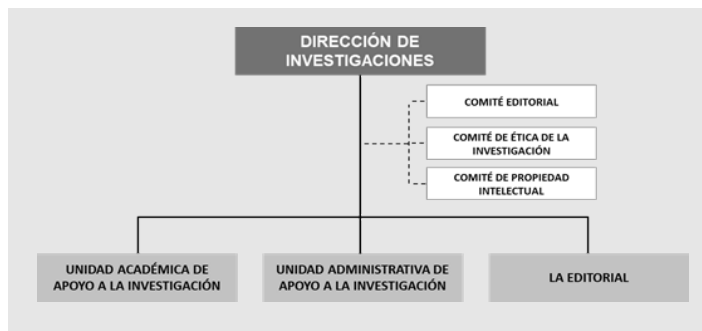 DIRECCIÓN DE
INVESTIGACIONES
COMITÉ EDITORIAL
COMITÉ DE ÉTICA DE LA
INVESTIGACIÓN
COMITÉ DE PROPIEDAD
INTELECTUAL
UNIDAD ACADÉMICA DE
APOYO A LA INVESTIGACIÓN
UNIDAD ADMINISTRATIVA DE
APOYO A LA INVESTIGACIÓN
LA EDITORIAL